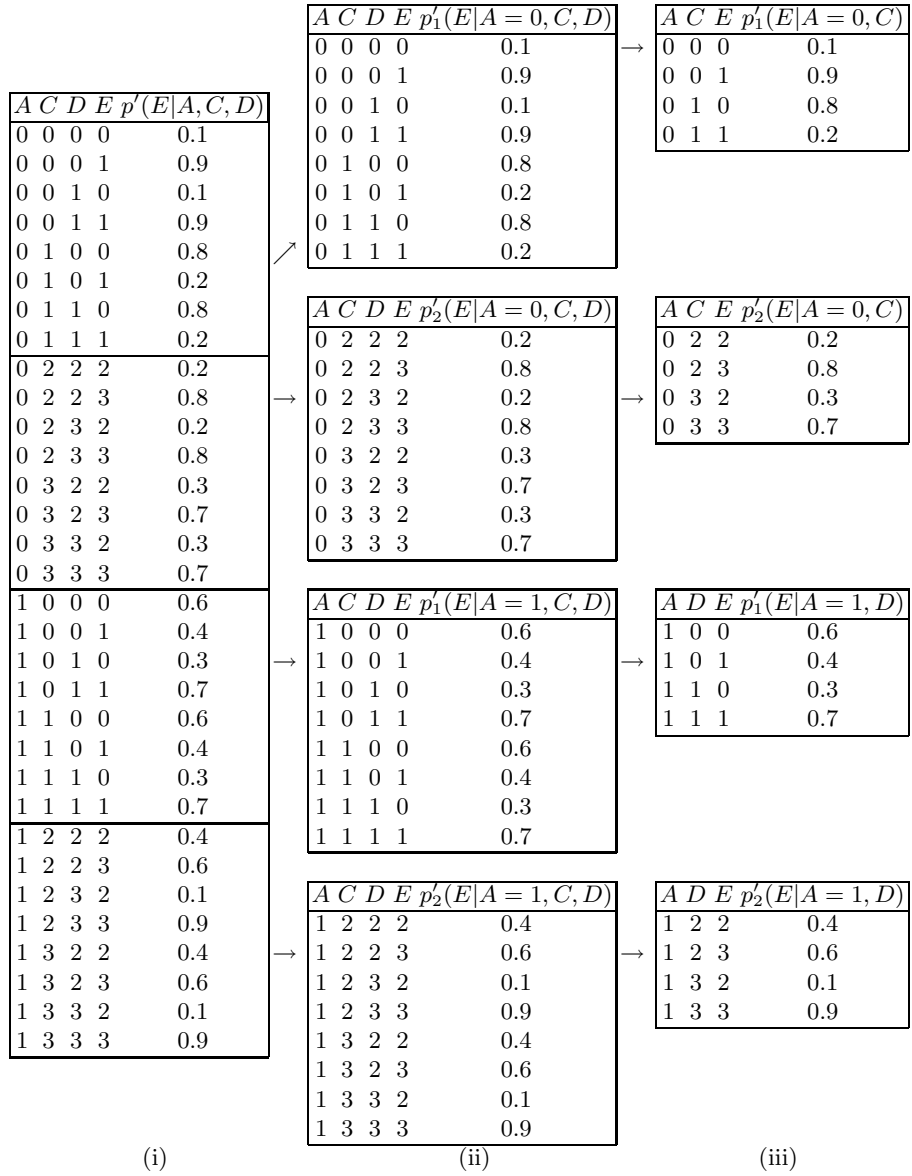 A C D E p′(E|A, C, D)
0 0 0 0 0.1
0 0 0 1 0.9
0 0 1 0 0.1
0 0 1 1 0.9
0 1 0 0 0.8
0 1 0 1 0.2
0 1 1 0 0.8
0 1 1 1 0.2
0 2 2 2 0.2
0 2 2 3 0.8
0 2 3 2 0.2
0 2 3 3 0.8
0 3 2 2 0.3
0 3 2 3 0.7
0 3 3 2 0.3
0 3 3 3 0.7
1 0 0 0 0.6
1 0 0 1 0.4
1 0 1 0 0.3
1 0 1 1 0.7
1 1 0 0 0.6
1 1 0 1 0.4
1 1 1 0 0.3
1 1 1 1 0.7
1 2 2 2 0.4
1 2 2 3 0.6
1 2 3 2 0.1
1 2 3 3 0.9
1 3 2 2 0.4
1 3 2 3 0.6
1 3 3 2 0.1
1 3 3 3 0.9
(i)
↗
→
→
→
A C D E p′₁(E|A = 0, C, D)
0 0 0 0 0.1
0 0 0 1 0.9
0 0 1 0 0.1
0 0 1 1 0.9
0 1 0 0 0.8
0 1 0 1 0.2
0 1 1 0 0.8
0 1 1 1 0.2
A C D E p′₂(E|A = 0, C, D)
0 2 2 2 0.2
0 2 2 3 0.8
0 2 3 2 0.2
0 2 3 3 0.8
0 3 2 2 0.3
0 3 2 3 0.7
0 3 3 2 0.3
0 3 3 3 0.7
A C D E p′₁(E|A = 1, C, D)
1 0 0 0 0.6
1 0 0 1 0.4
1 0 1 0 0.3
1 0 1 1 0.7
1 1 0 0 0.6
1 1 0 1 0.4
1 1 1 0 0.3
1 1 1 1 0.7
A C D E p′₂(E|A = 1, C, D)
1 2 2 2 0.4
1 2 2 3 0.6
1 2 3 2 0.1
1 2 3 3 0.9
1 3 2 2 0.4
1 3 2 3 0.6
1 3 3 2 0.1
1 3 3 3 0.9
(ii)
→
→
→
→
A C E p′₁(E|A = 0, C)
0 0 0 0.1
0 0 1 0.9
0 1 0 0.8
0 1 1 0.2
A C E p′₂(E|A = 0, C)
0 2 2 0.2
0 2 3 0.8
0 3 2 0.3
0 3 3 0.7
A D E p′₁(E|A = 1, D)
1 0 0 0.6
1 0 1 0.4
1 1 0 0.3
1 1 1 0.7
A D E p′₂(E|A = 1, D)
1 2 2 0.4
1 2 3 0.6
1 3 2 0.1
1 3 3 0.9
(iii)